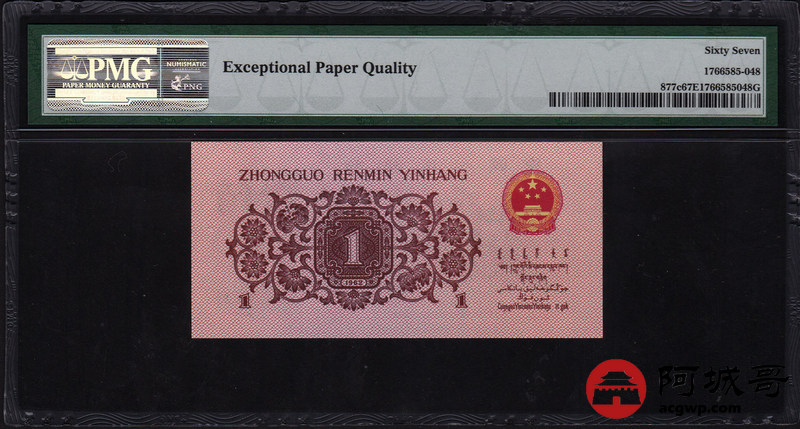 PMG
PAPER MONEY GUARANTY
NUMISMATIC
PNG
Exceptional Paper Quality
Sixty Seven
1766585-048
877c67E1766585048G
ZHONGGUO RENMIN YINHANG
1
1962
1
1
阿城哥
acgwp.com